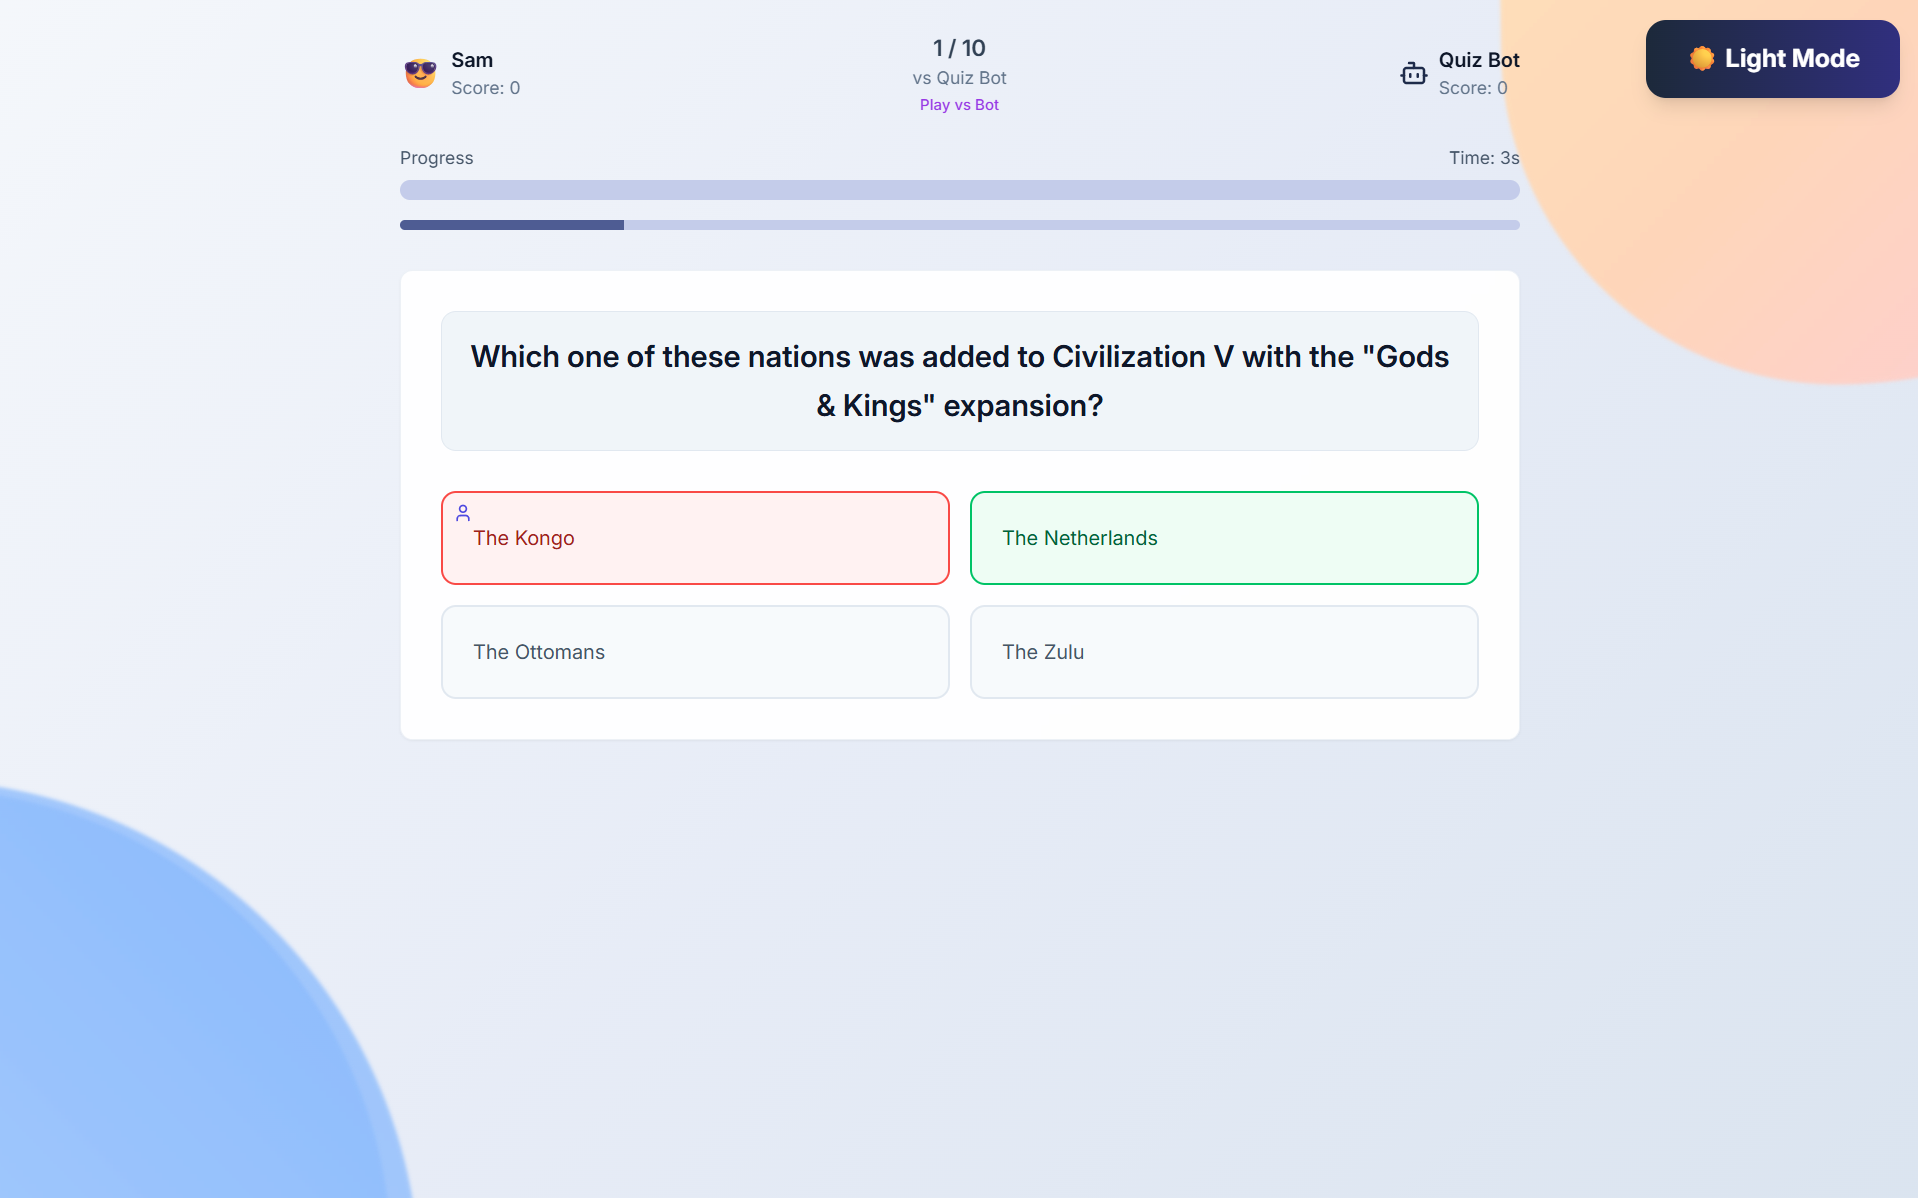 Sam
Score: 0
1 / 10
vs Quiz Bot
Play vs Bot
Quiz Bot
Score: 0
Light Mode
Progress
Time: 3s
Which one of these nations was added to Civilization V with the "Gods
& Kings" expansion?
The Kongo
The Netherlands
The Ottomans
The Zulu